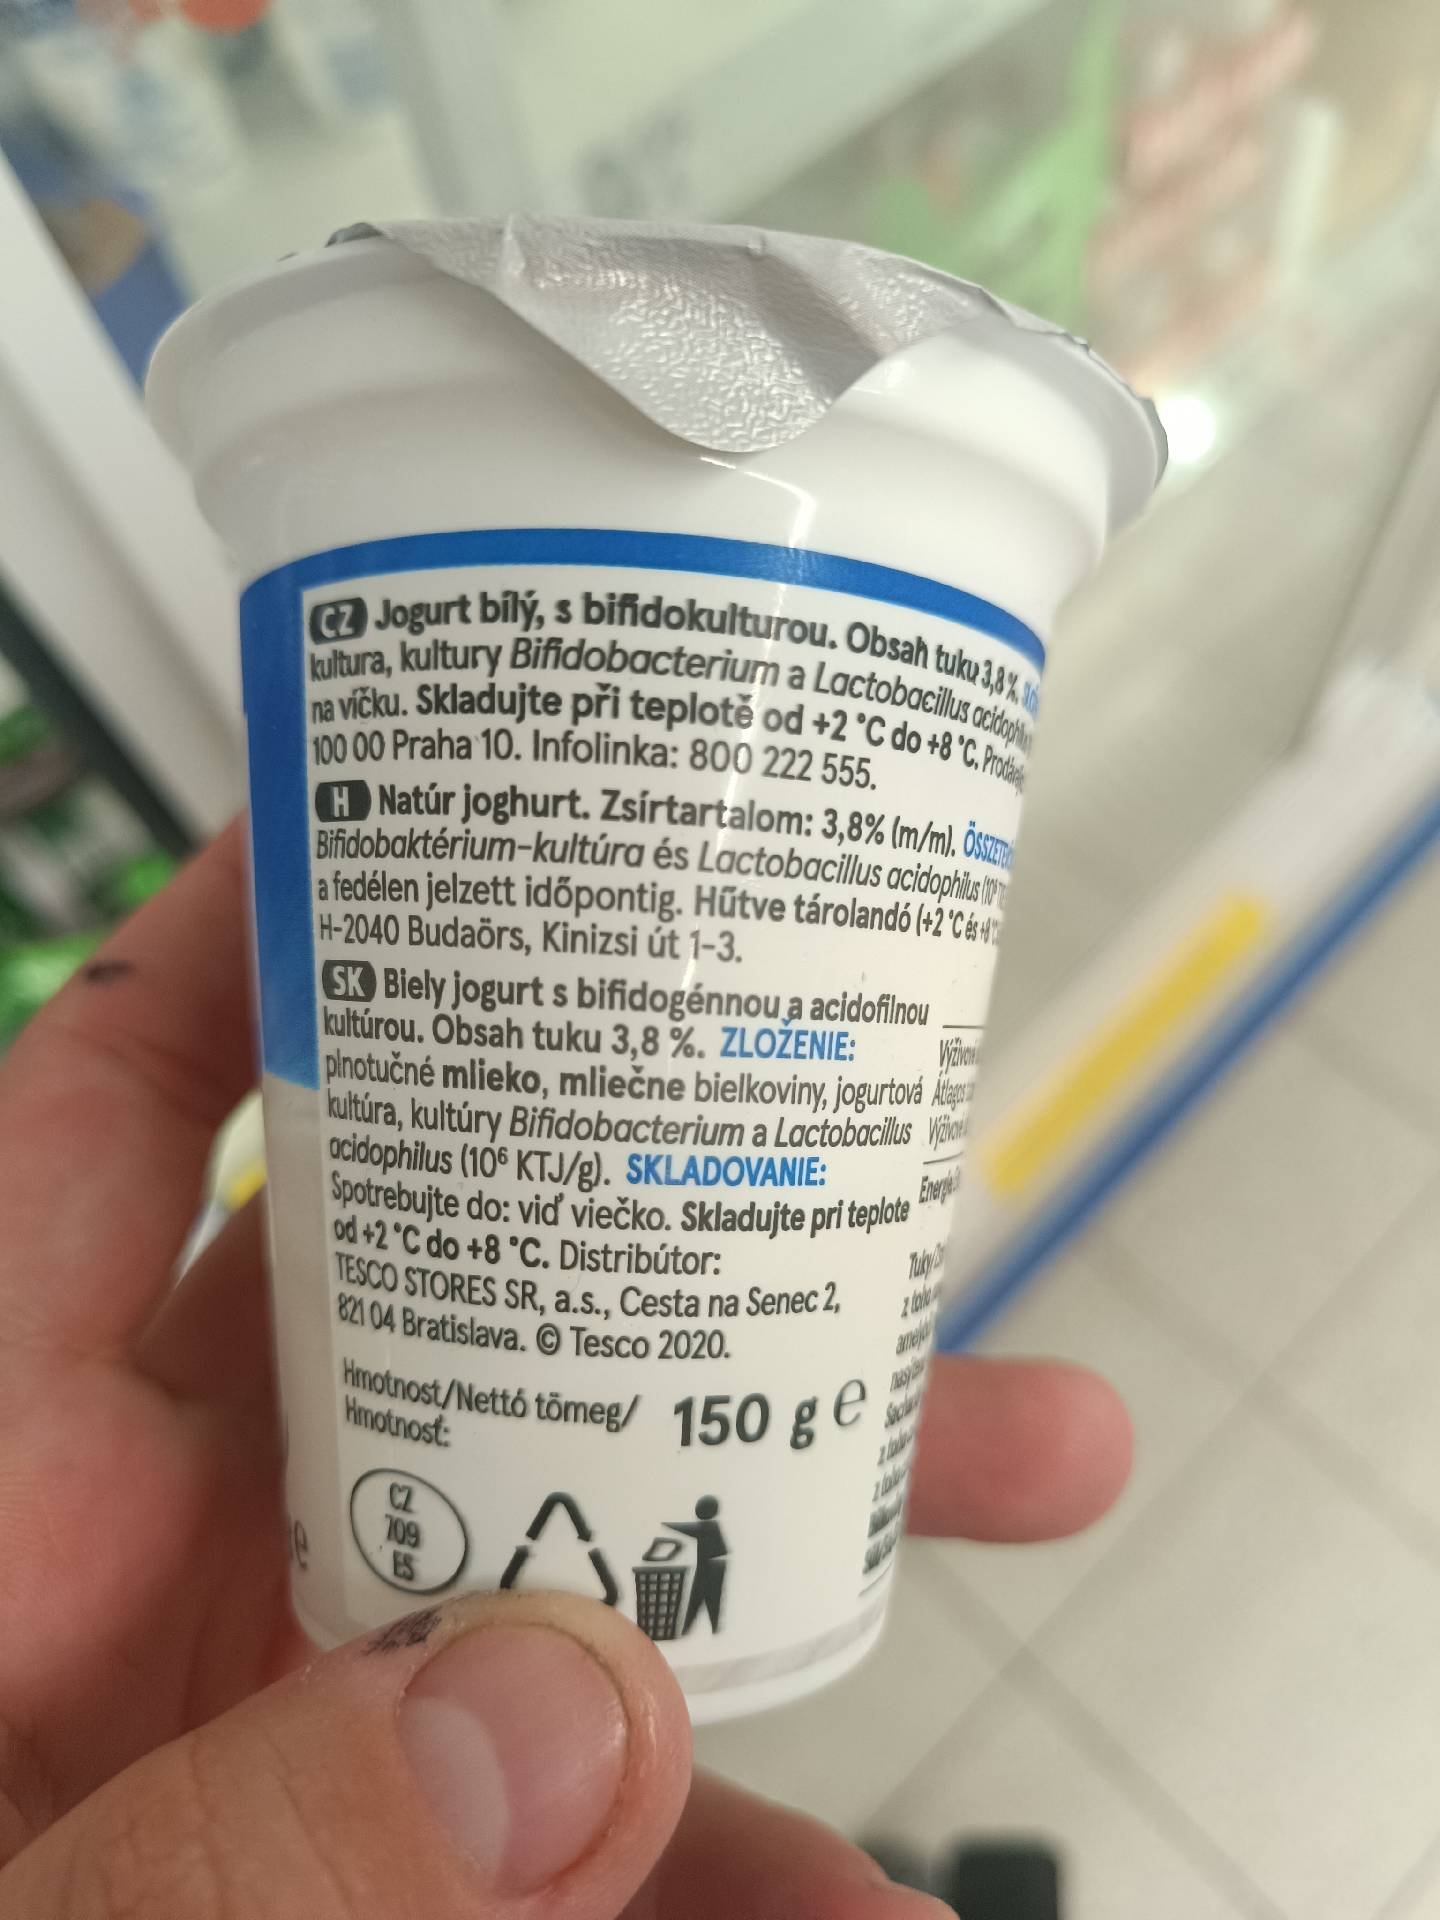 CZ Jogurt bílý, s bifidokulturou. Obsah tuku 3,8 %.
kultura, kultury Bifidobacterium a Lactobacillus
na víčku. Skladujte při teplotě od +2 °C do +8 °C.
100 00 Praha 10. Infolinka: 800 222 555.
H Natúr joghurt. Zsírtartalom: 3,8% (m/m).
Bifidobaktérium-kultúra és Lactobacillus acidophilus
a fedélen jelzett időpontig. Hűtve tárolandó (+2 °C és
H-2040 Budaörs, Kinizsi út 1-3.
SK Biely jogurt s bifidogénnou a acidofilnou
kultúrou. Obsah tuku 3,8 %. ZLOŽENIE:
plnotučné mlieko, mliečne bielkoviny, jogurtová
kultúra, kultúry Bifidobacterium a Lactobacillus
acidophilus (10⁶ KTJ/g). SKLADOVANIE:
Spotrebujte do: viď viečko. Skladujte pri teplote
od +2 °C do +8 °C. Distribútor:
TESCO STORES SR, a.s., Cesta na Senec 2,
821 04 Bratislava. © Tesco 2020.
Hmotnost/Nettó tömeg/
Hmotnosť:
150 g e
CZ
709
ES